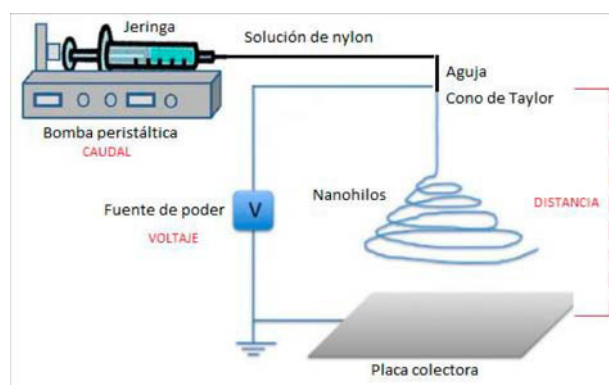 Jeringa
Solución de nylon
Aguja
Cono de Taylor
Bomba peristáltica
CAUDAL
Nanohilos
DISTANCIA
Fuente de poder
V
VOLTAJE
Placa colectora